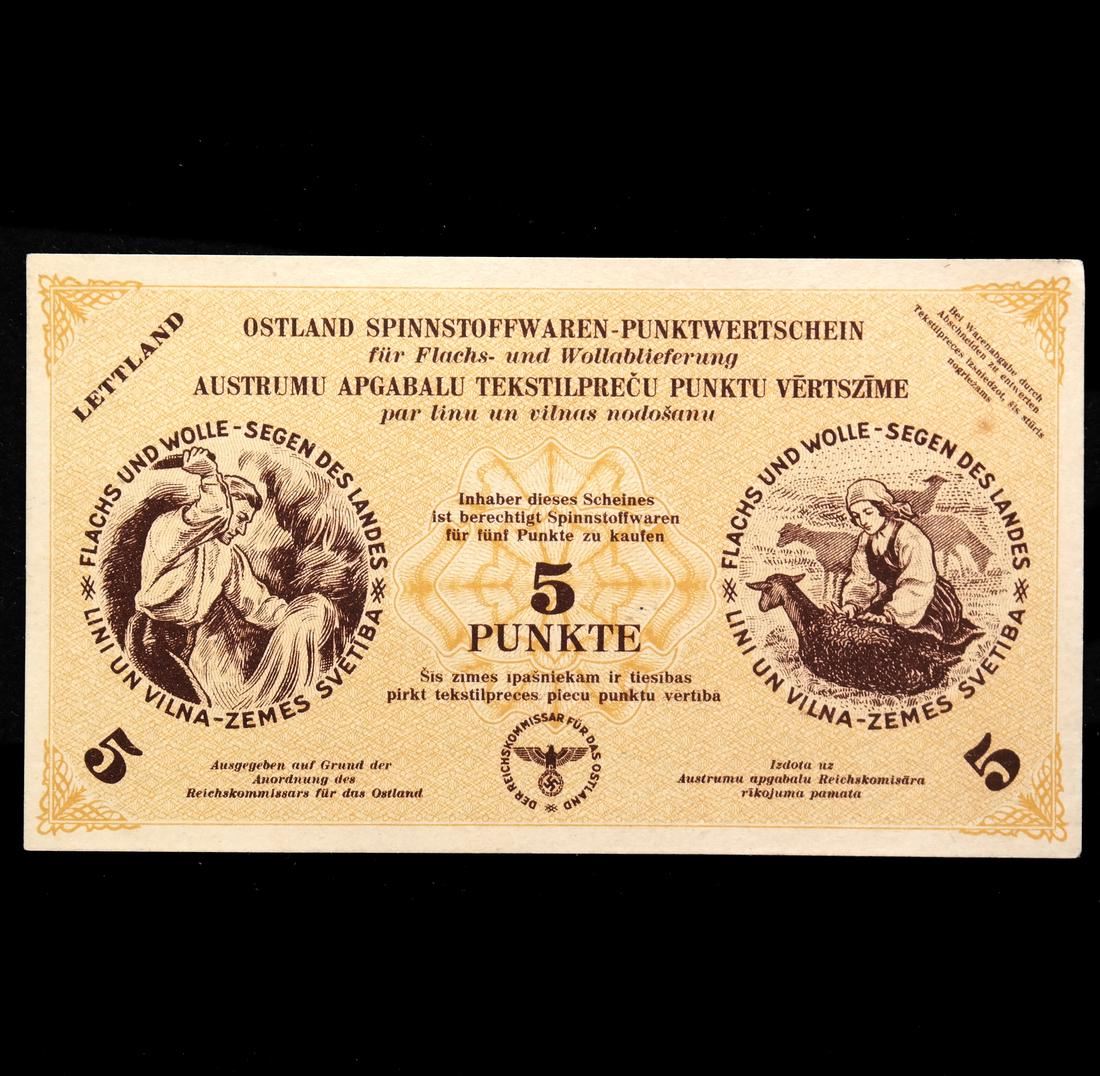 LETTLAND
OSTLAND SPINNSTOFFWAREN-PUNKTWERTSCHEIN
für Flachs- und Wollablieferung
AUSTRUMU APGABALU TEKSTILPREČU PUNKTU VĒRTSZĪME
par linu un vilnas nodošanu
Bei Warenabgabe durch
Abschneiden zu entwerten
Tekstilpreces izsniedzot, šis stūris
nogriežams
FLACHS UND WOLLE-SEGEN DES LANDES
LINI UN VILNA-ZEMES SVĒTĪBA
Inhaber dieses Scheines
ist berechtigt Spinnstoffwaren
für fünf Punkte zu kaufen
5
PUNKTE
Šīs zīmes īpašniekam ir tiesības
pirkt tekstilpreces piecu punktu vērtībā
FLACHS UND WOLLE-SEGEN DES LANDES
LINI UN VILNA-ZEMES SVĒTĪBA
5
Ausgegeben auf Grund der
Anordnung des
Reichskommissars für das Ostland
DER REICHSKOMMISSAR FÜR DAS OSTLAND
Izdota uz
Austrumu apgabalu Reichskomisāra
rīkojuma pamata
5